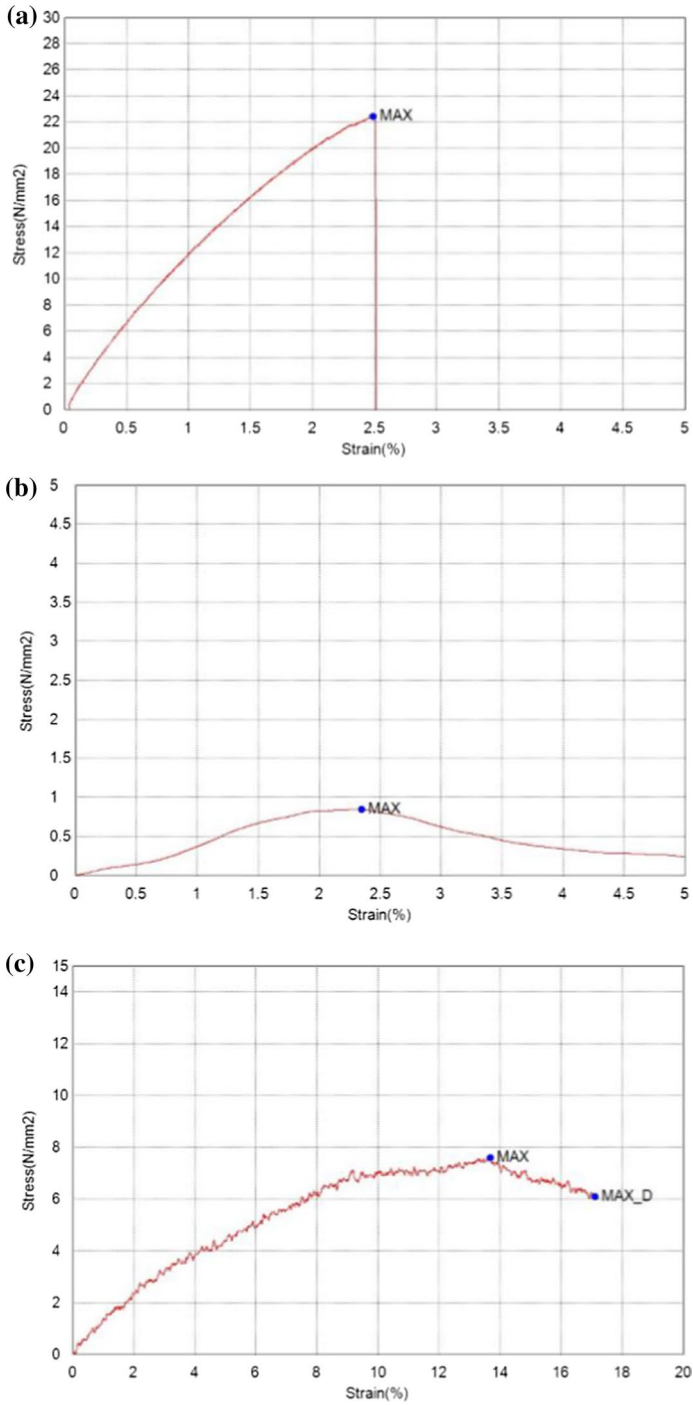 (a)
30
28
26
24
22
20
18
16
14
12
10
8
6
4
2
0
Stress(N/mm2)
MAX
0 0.5 1 1.5 2 2.5 3 3.5 4 4.5 5
Strain(%)
(b)
5
4.5
4
3.5
3
2.5
2
1.5
1
0.5
0
Stress(N/mm2)
MAX
0 0.5 1 1.5 2 2.5 3 3.5 4 4.5 5
Strain(%)
(c)
15
14
12
10
8
6
4
2
0
Stress(N/mm2)
MAX
MAX_D
0 2 4 6 8 10 12 14 16 18 20
Strain(%)